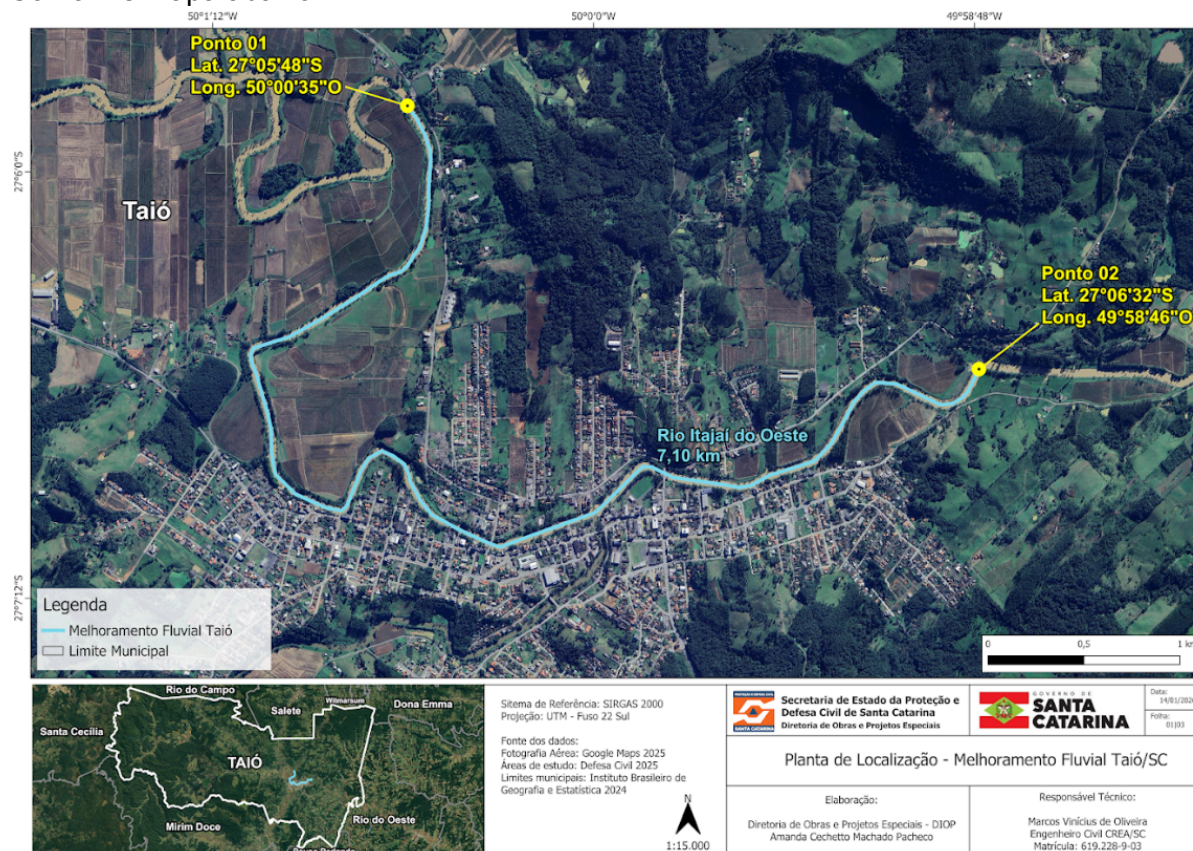 50°1'12"W
50°0'0"W
49°58'48"W
Ponto 01
Lat. 27°05'48"S
Long. 50°00'35"O
27°6'0"S
Taió
Ponto 02
Lat. 27°06'32"S
Long. 49°58'46"O
Rio Itajaí do Oeste
7,10 km
27°7'12"S
Legenda
Melhoramento Fluvial Taió
Limite Municipal
0 0,5 1 km
Rio do Campo
Santa Cecília
Salete
Witmarsum
Dona Emma
TAIÓ
Mirim Doce
Rio do Oeste
Sitema de Referência: SIRGAS 2000
Projeção: UTM - Fuso 22 Sul
Fonte dos dados:
Fotografia Aérea: Google Maps 2025
Áreas de estudo: Defesa Civil 2025
Limites municipais: Instituto Brasileiro de
Geografia e Estatística 2024
N
1:15.000
PROTEÇÃO E DEFESA CIVIL
SANTA CATARINA
Secretaria de Estado da Proteção e
Defesa Civil de Santa Catarina
Diretoria de Obras e Projetos Especiais
GOVERNO DE
SANTA
CATARINA
Data:
Folha:
01|03
Planta de Localização - Melhoramento Fluvial Taió/SC
Elaboração:
Diretoria de Obras e Projetos Especiais - DIOP
Amanda Cechetto Machado Pacheco
Responsável Técnico:
Marcos Vinícius de Oliveira
Engenheiro Civil CREA/SC
Matrícula: 619.228-9-03